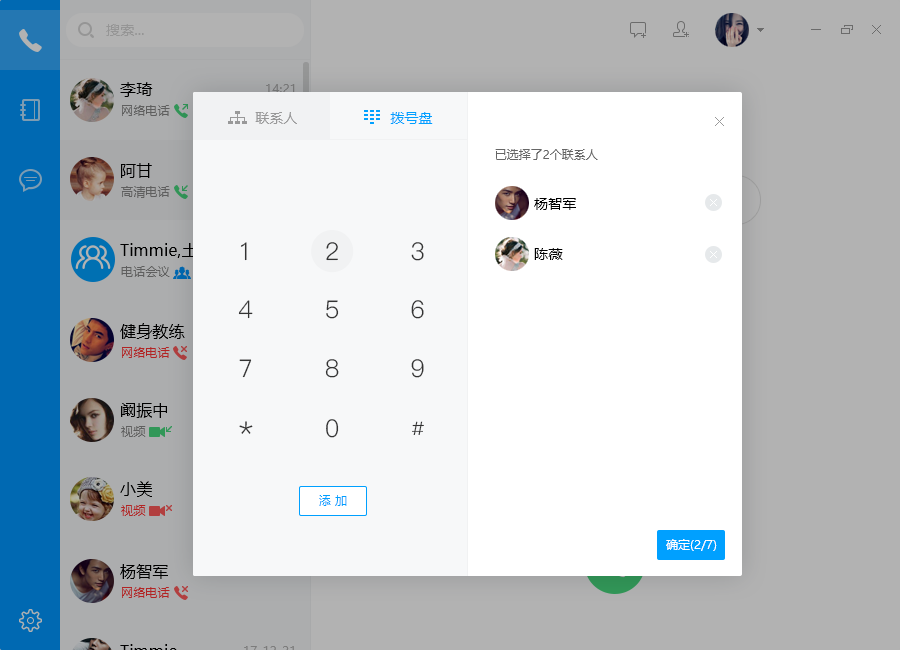 搜索...
李琦
14:21
网络电话
阿甘
高清电话
Timmie,土
电话会议
健身教练
网络电话
阚振中
视频
小美
视频
杨智军
网络电话
Timmie
17-12-21
联系人
拨号盘
1 2 3
4 5 6
7 8 9
* 0 #
添 加
已选择了2个联系人
杨智军
陈薇
确定(2/7)